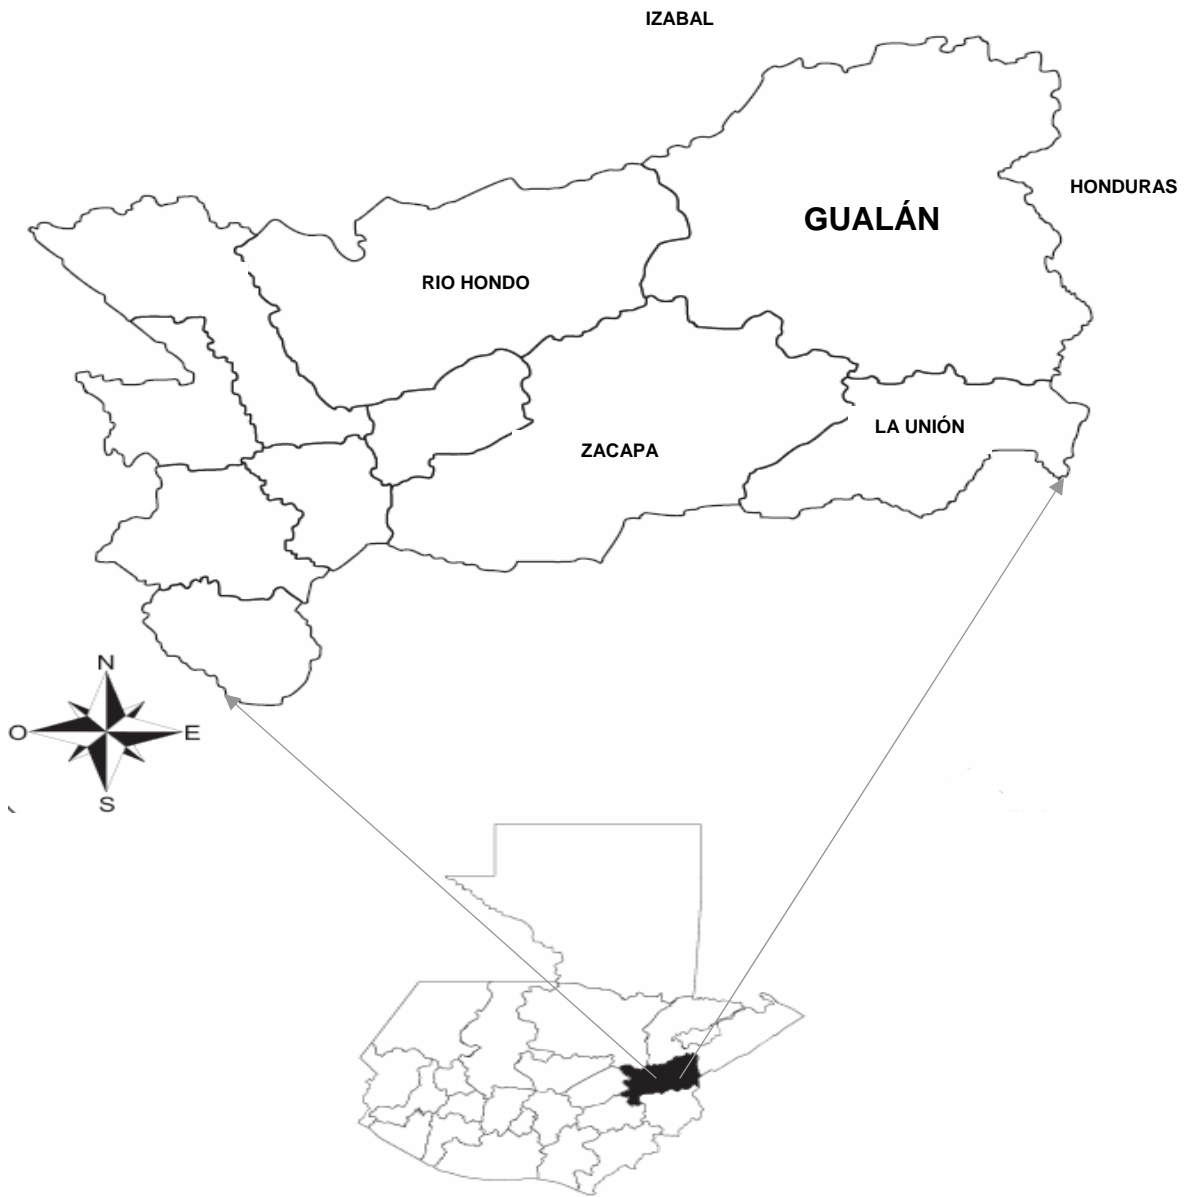 IZABAL
HONDURAS
GUALÁN
RIO HONDO
LA UNIÓN
ZACAPA
N
O
E
S